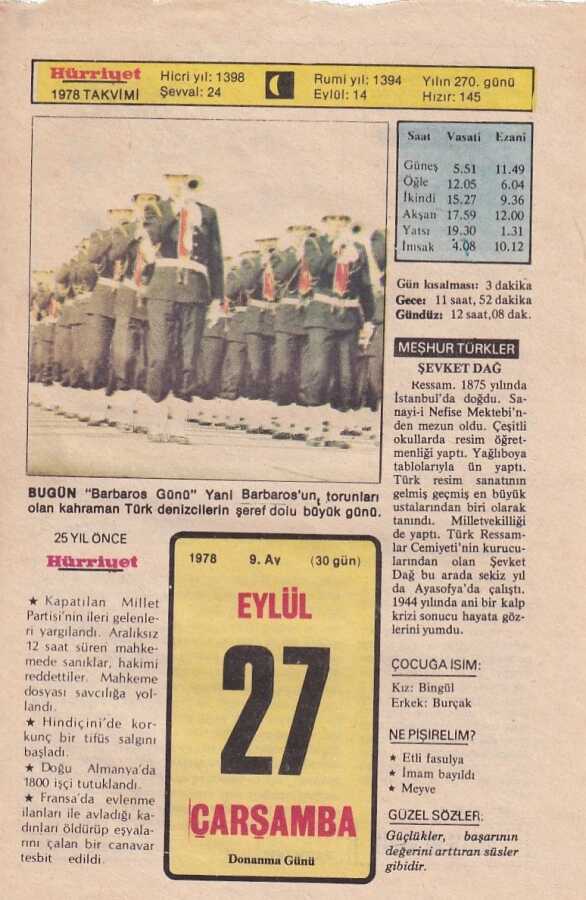 Hürriyet
1978 TAKVİMİ
Hicri yıl: 1398
Şevval: 24
Rumi yıl: 1394
Eylül: 14
Yılın 270. günü
Hızır: 145
Saat Vasati Ezani
Güneş 5.51 11.49
Öğle 12.05 6.04
İkindi 15.27 9.36
Akşan 17.59 12.00
Yatsı 19.30 1.31
İmsak 4.08 10.12
Gün kısalması: 3 dakika
Gece: 11 saat, 52 dakika
Gündüz: 12 saat,08 dak.
BUGÜN "Barbaros Günü" Yani Barbaros'un, torunları
olan kahraman Türk denizcilerin şeref dolu büyük günü.
25 YIL ÖNCE
Hürriyet
★ Kapatılan Millet
Partisi'nin ileri gelenle-
ri yargılandı. Aralıksız
12 saat süren mahke-
mede sanıklar, hakimi
reddettiler. Mahkeme
dosyası savcılığa yol-
landı.
★ Hindiçini'de kor-
kunç bir tifüs salgını
başladı.
★ Doğu Almanya'da
1800 işçi tutuklandı.
★ Fransa'da evlenme
ilanları ile avladığı ka-
dınları öldürüp eşyala-
rını çalan bir canavar
tesbit edildi.
1978 9. Ay (30 gün)
EYLÜL
27
ÇARŞAMBA
Donanma Günü
MEŞHUR TÜRKLER
ŞEVKET DAĞ
Ressam. 1875 yılında
İstanbul'da doğdu. Sa-
nayi-i Nefise Mektebi'n-
den mezun oldu. Çeşitli
okullarda resim öğret-
menliği yaptı. Yağlıboya
tablolarıyla ün yaptı.
Türk resim sanatının
gelmiş geçmiş en büyük
ustalarından biri olarak
tanındı. Milletvekilliği
de yaptı. Türk Ressam-
lar Cemiyeti'nin kurucu-
larından olan Şevket
Dağ bu arada sekiz yıl
da Ayasofya'da çalıştı.
1944 yılında ani bir kalp
krizi sonucu hayata göz-
lerini yumdu.
ÇOCUĞA İSİM:
Kız: Bingül
Erkek: Burçak
NE PİŞİRELİM?
★ Etli fasulya
★ İmam bayıldı
★ Meyve
GÜZEL SÖZLER:
Güçlükler, başarının
değerini arttıran süsler
gibidir.